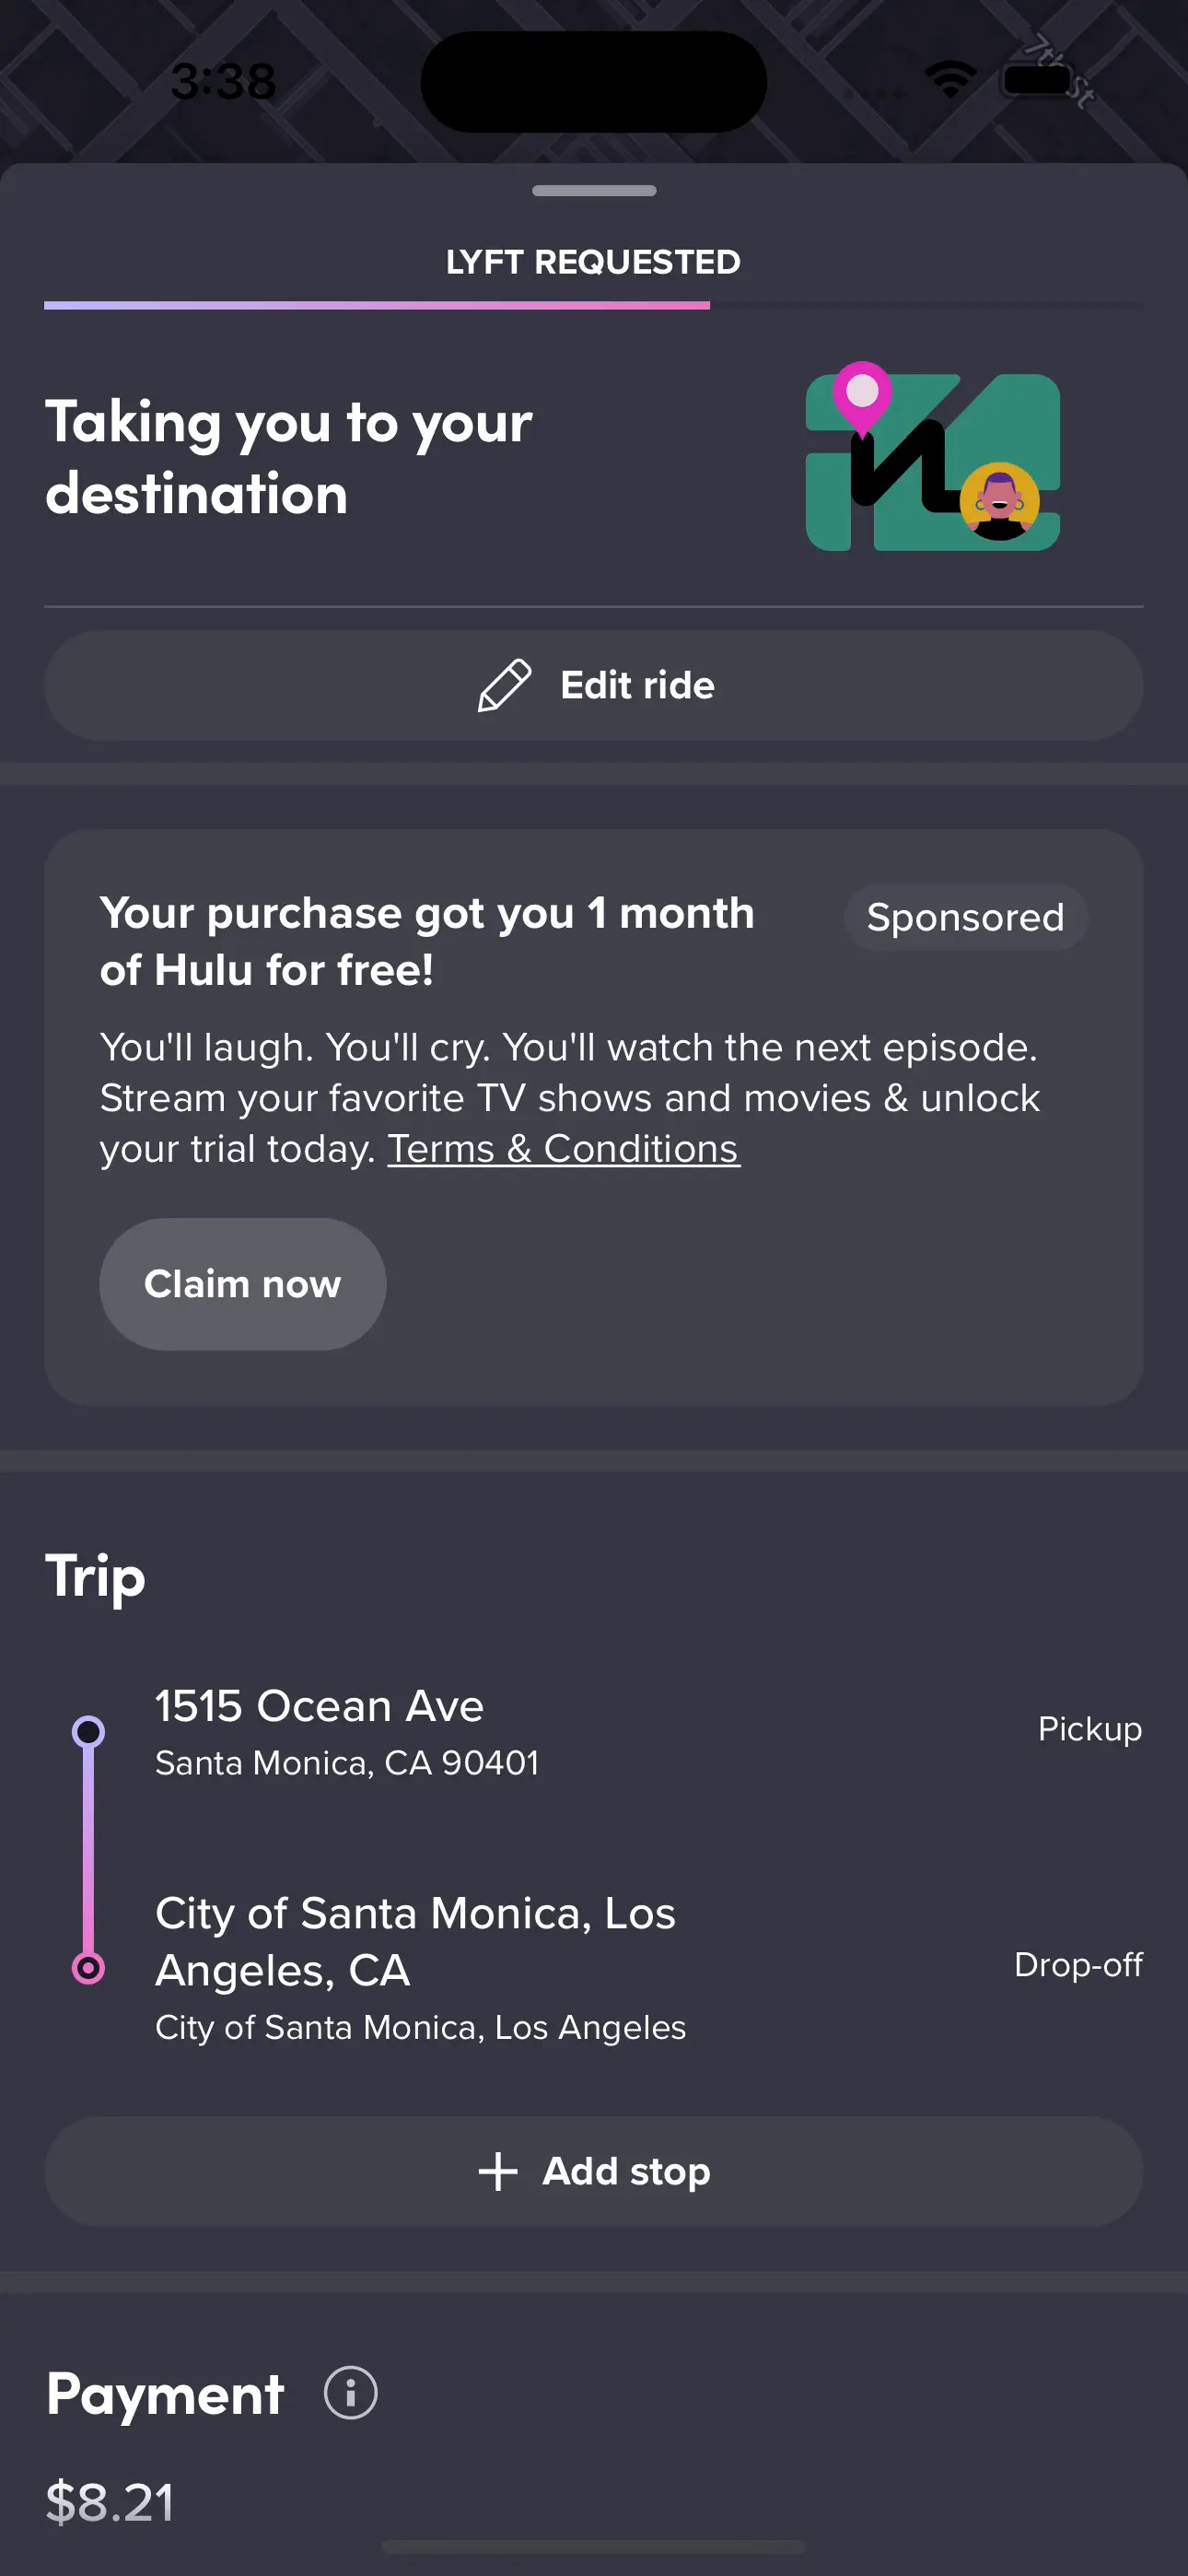 3:38
7th St
LYFT REQUESTED
Taking you to your
destination
Edit ride
Your purchase got you 1 month
of Hulu for free!
Sponsored
You'll laugh. You'll cry. You'll watch the next episode.
Stream your favorite TV shows and movies & unlock
your trial today. Terms & Conditions
Claim now
Trip
1515 Ocean Ave
Santa Monica, CA 90401
Pickup
City of Santa Monica, Los
Angeles, CA
City of Santa Monica, Los Angeles
Drop-off
Add stop
Payment
$8.21